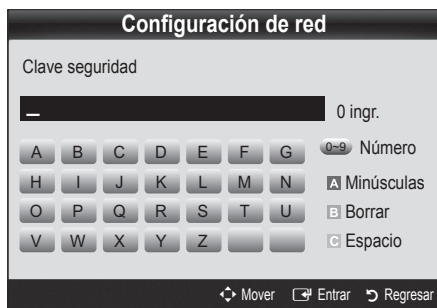 Configuración de red
Clave seguridad
_ 0 ingr.
A B C D E F G 0~9 Número
H I J K L M N A Minúsculas
O P Q R S T U B Borrar
V W X Y Z C Espacio
Mover Entrar Regresar